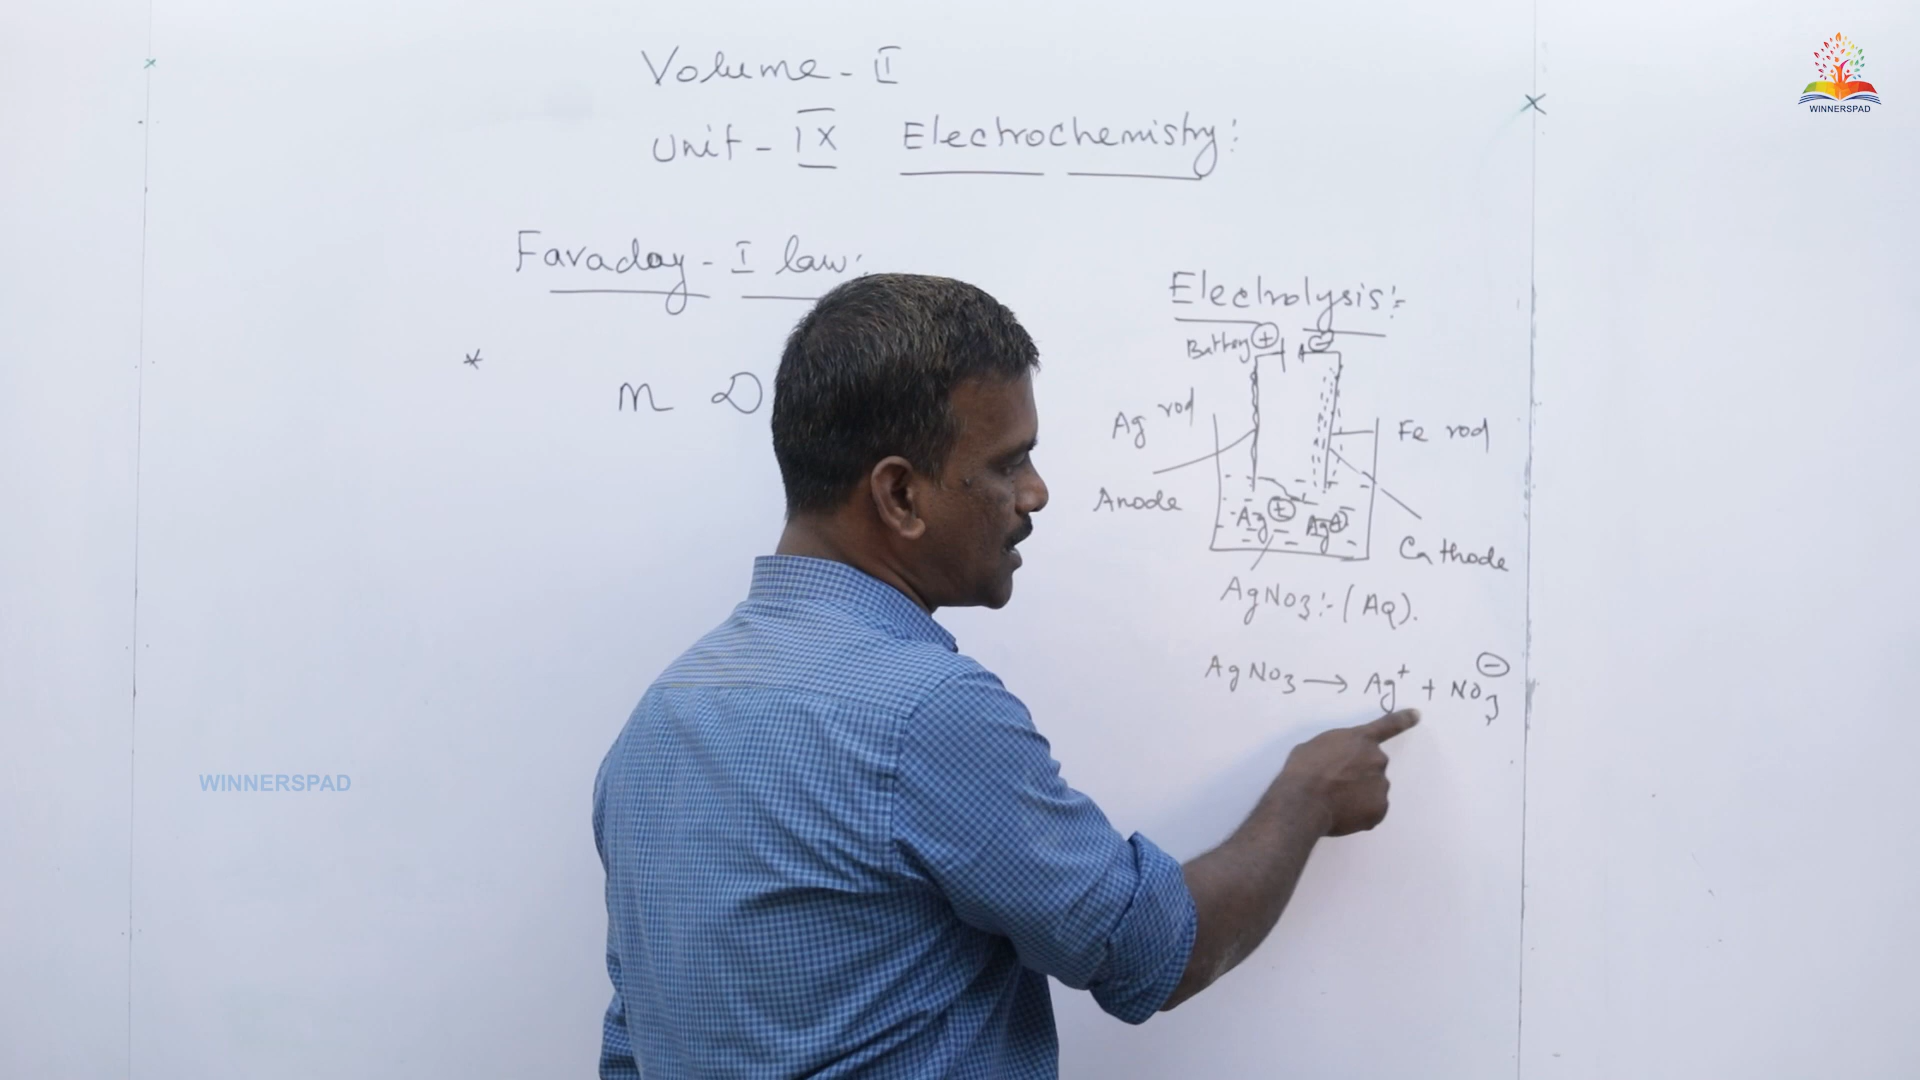 Volume - II
Unit - IX Electrochemistry:
Faraday - I law:
* m α
Electrolysis:-
Battery + -
Ag rod
Fe rod
Anode
Ag+ Ag+
Cathode
AgNO3:- (Aq).
AgNO3 → Ag+ + NO3-
WINNERSPAD
WINNERSPAD